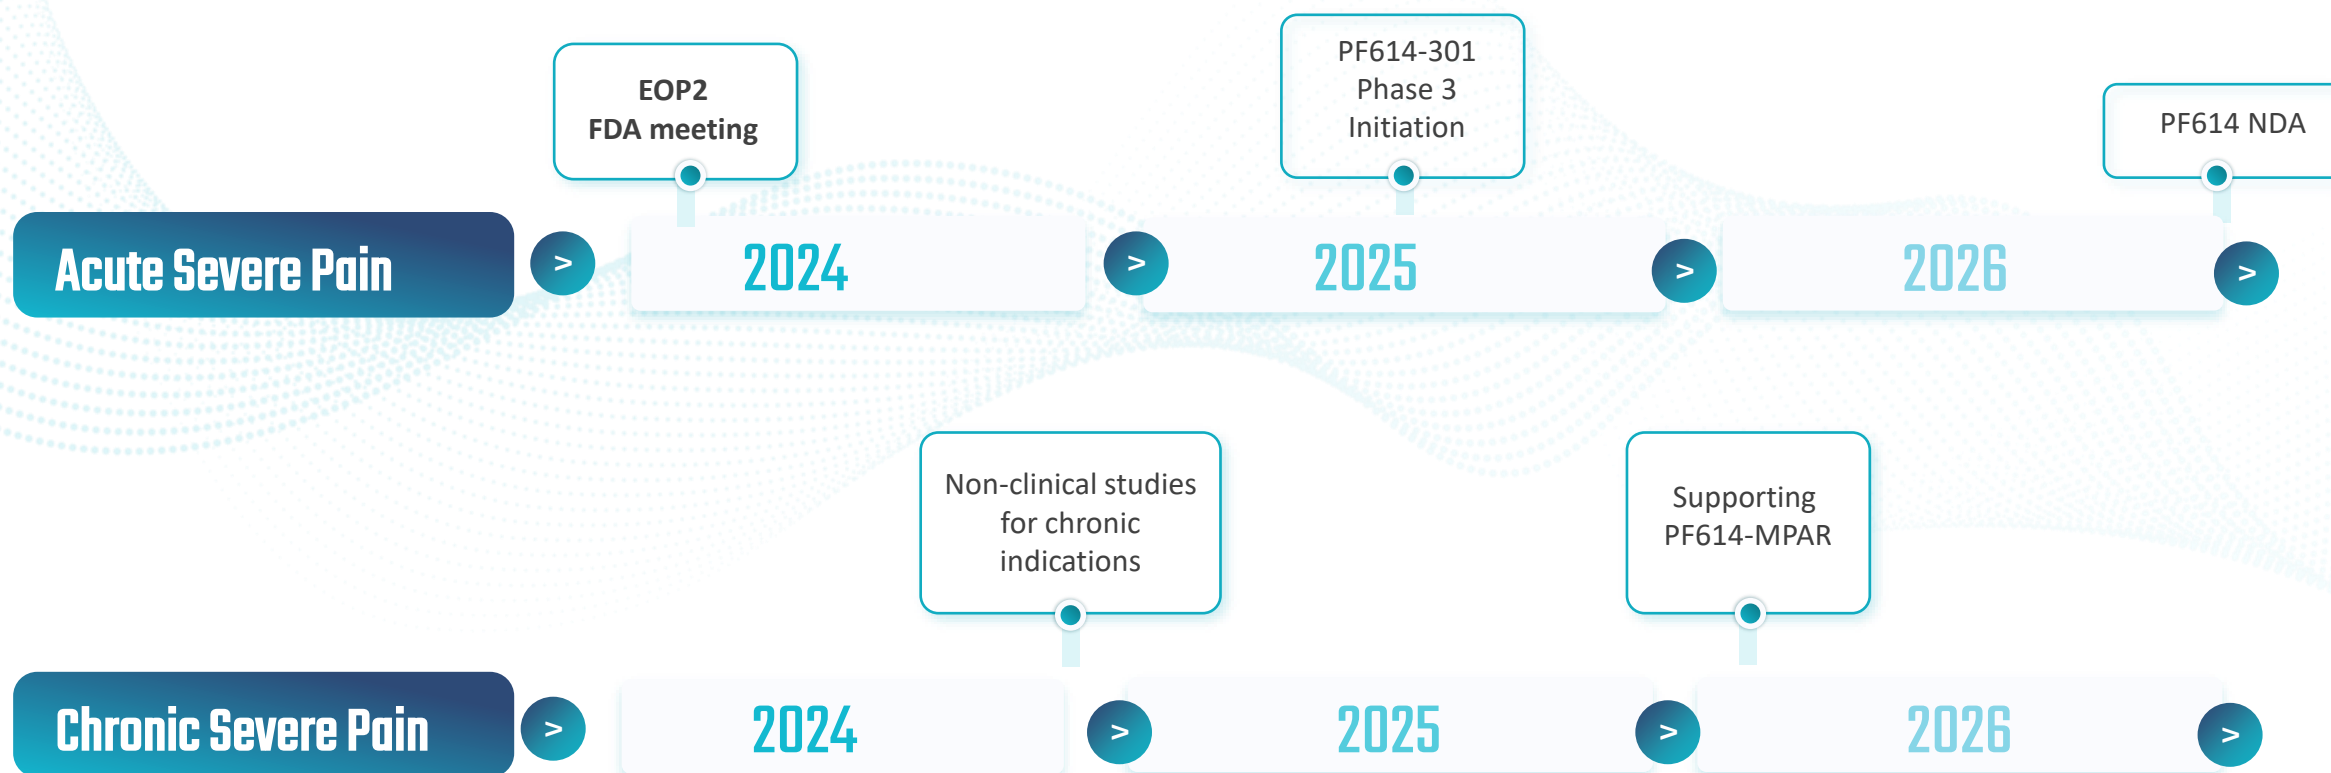 EOP2
FDA meeting
PF614-301
Phase 3
Initiation
PF614 NDA
Acute Severe Pain
>
2024
>
2025
>
2026
>
Non-clinical studies
for chronic
indications
Supporting
PF614-MPAR
Chronic Severe Pain
>
2024
>
2025
>
2026
>